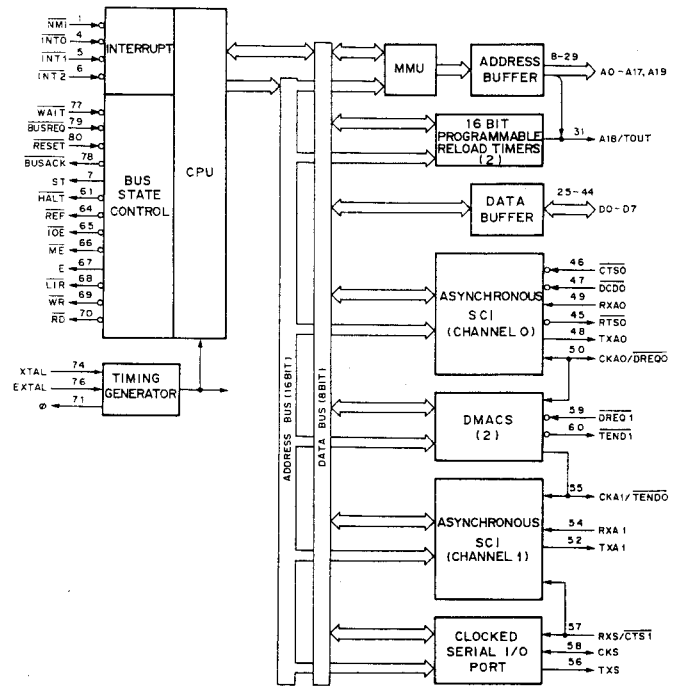 NMI 1
INT0 4
INT1 5
INT2 6
INTERRUPT
WAIT 77
BUSREQ 79
RESET 80
BUSACK 78
ST 7
HALT 61
REF 64
IOE 65
ME 66
E 67
LIR 68
WR 69
RD 70
BUS
STATE
CONTROL
CPU
XTAL 74
EXTAL 76
Ø 71
TIMING
GENERATOR
ADDRESS BUS (16BIT)
DATA BUS (8BIT)
MMU
ADDRESS
BUFFER
8-29
A0-A17, A19
16 BIT
PROGRAMMABLE
RELOAD TIMERS
(2)
31
A18/TOUT
DATA
BUFFER
25-44
D0-D7
ASYNCHRONOUS
SCI
(CHANNEL 0)
46 CTS0
47 DCD0
49 RXA0
45 RTS0
48 TXA0
50 CKA0/DREQ0
DMACS
(2)
59 DREQ1
60 TEND1
55 CKA1/TEND0
ASYNCHRONOUS
SCI
(CHANNEL 1)
54 RXA1
52 TXA1
57 RXS/CTS1
CLOCKED
SERIAL I/O
PORT
58 CKS
56 TXS